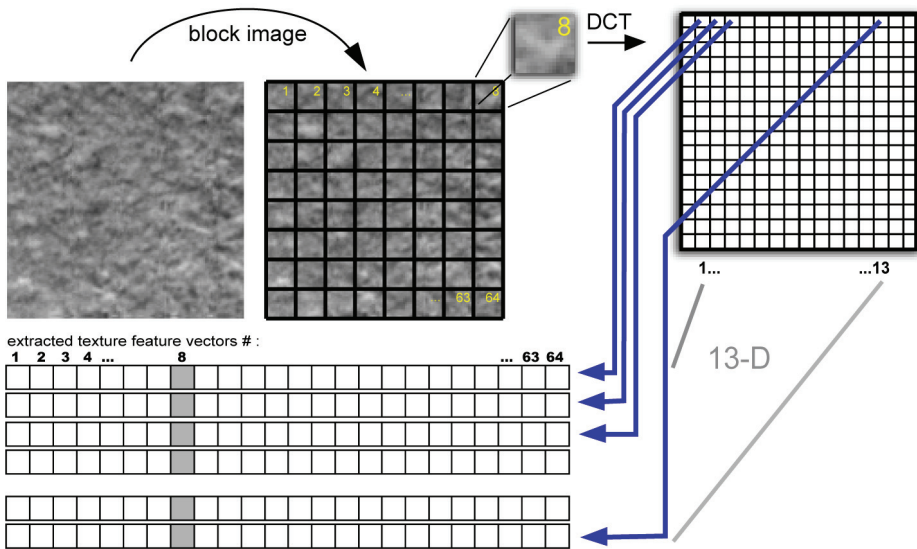 block image
8
DCT
1 2 3 4 ... 8
... 63 64
1... ...13
extracted texture feature vectors # :
1 2 3 4 ... 8 ... 63 64
13-D